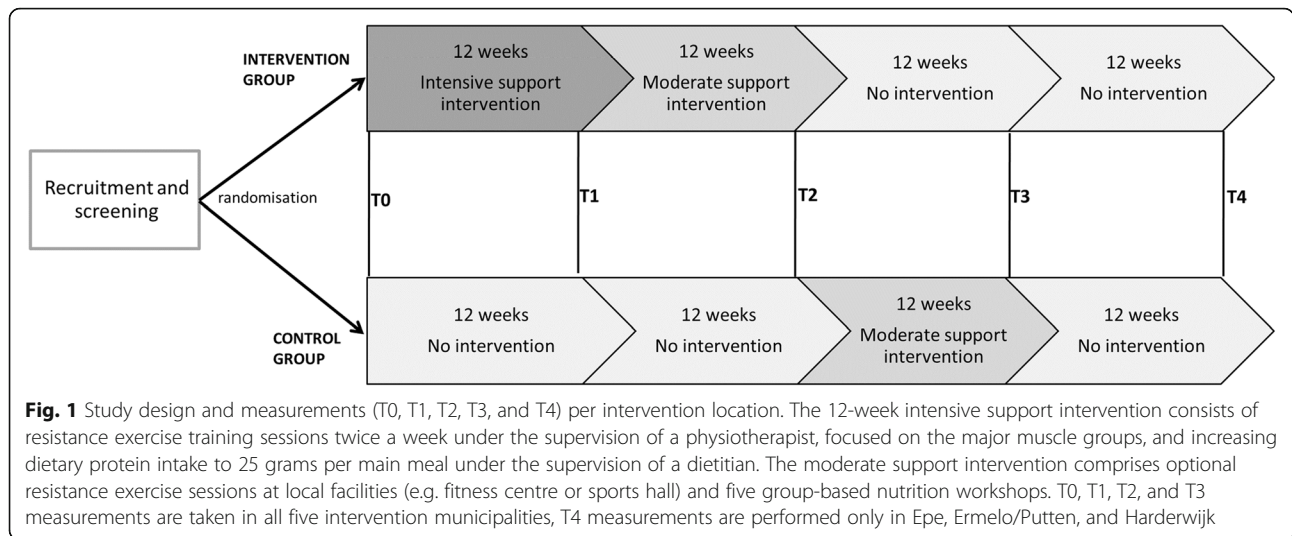 INTERVENTION
GROUP
12 weeks
Intensive support
intervention
12 weeks
Moderate support
intervention
12 weeks
No intervention
12 weeks
No intervention
Recruitment and
screening
randomisation
T0
T1
T2
T3
T4
CONTROL
GROUP
12 weeks
No intervention
12 weeks
No intervention
12 weeks
Moderate support
intervention
12 weeks
No intervention
Fig. 1 Study design and measurements (T0, T1, T2, T3, and T4) per intervention location. The 12-week intensive support intervention consists of
resistance exercise training sessions twice a week under the supervision of a physiotherapist, focused on the major muscle groups, and increasing
dietary protein intake to 25 grams per main meal under the supervision of a dietitian. The moderate support intervention comprises optional
resistance exercise sessions at local facilities (e.g. fitness centre or sports hall) and five group-based nutrition workshops. T0, T1, T2, and T3
measurements are taken in all five intervention municipalities, T4 measurements are performed only in Epe, Ermelo/Putten, and Harderwijk